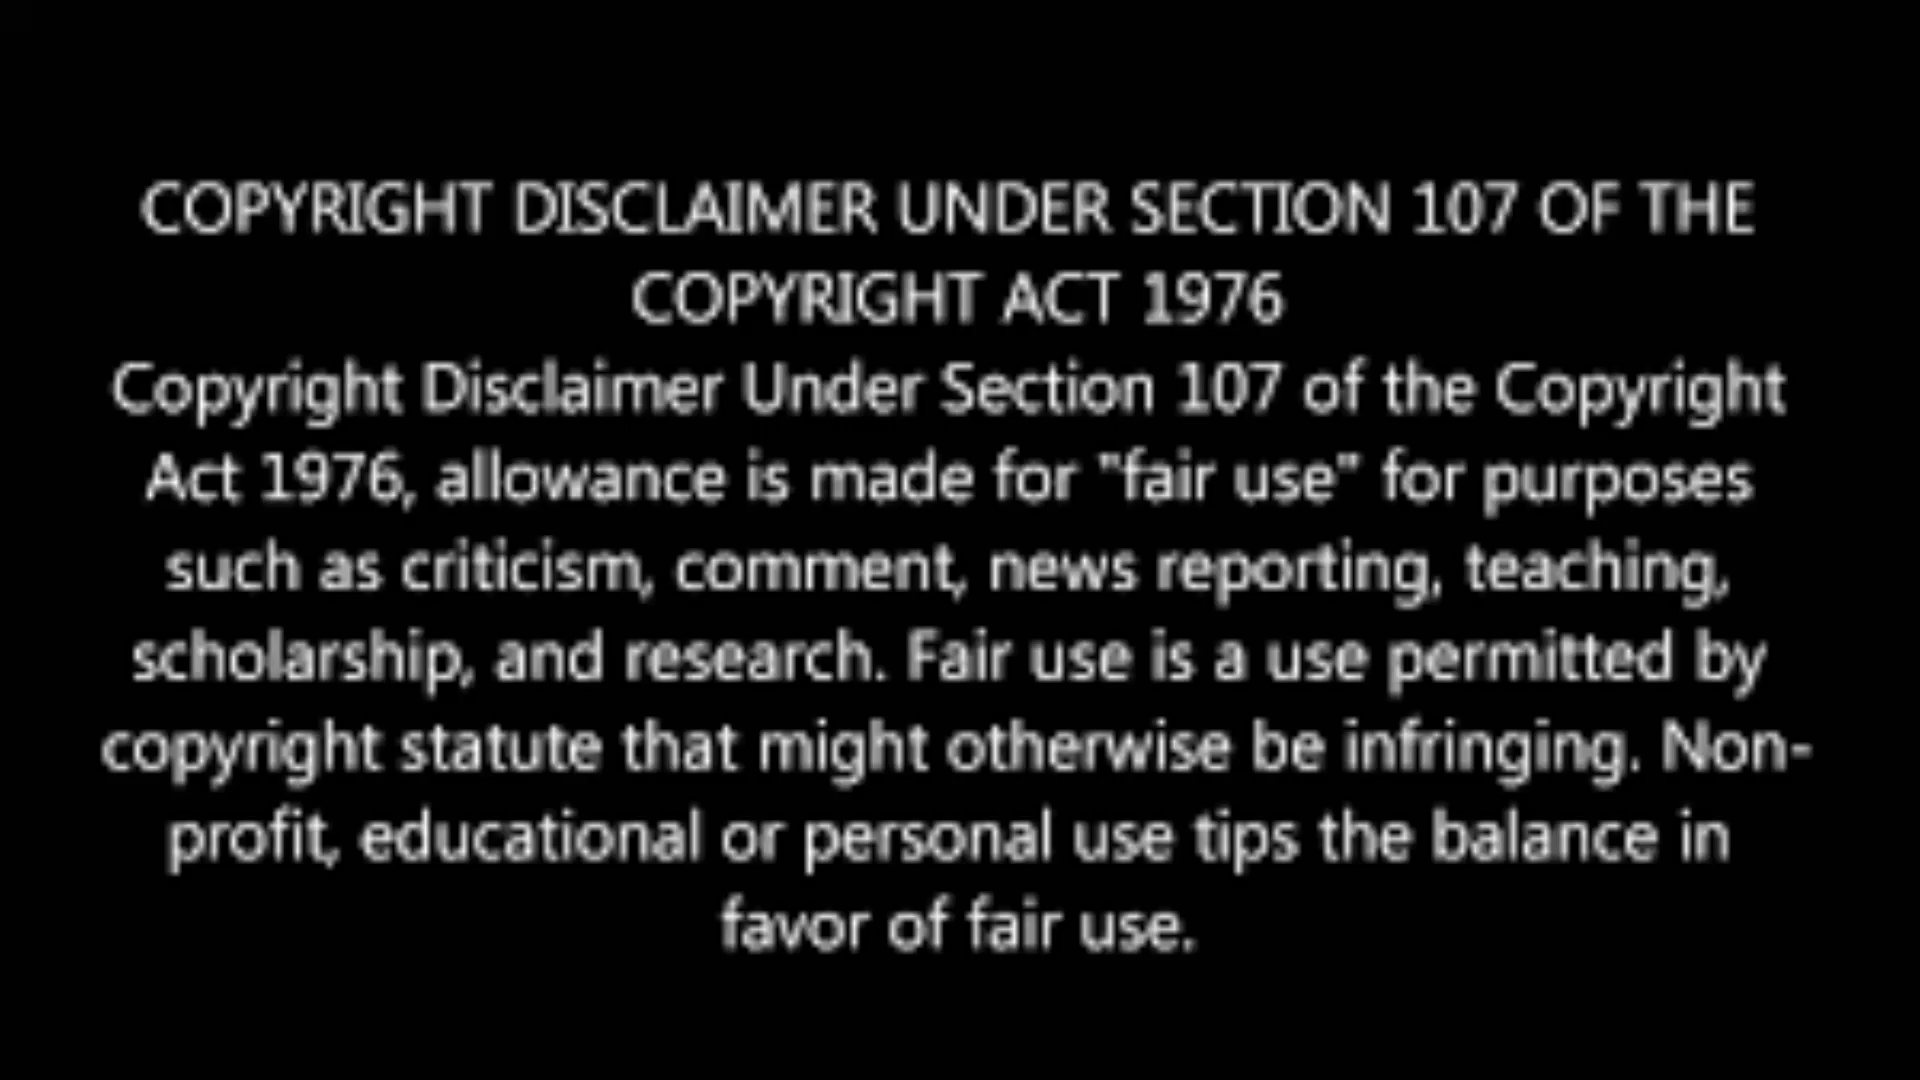 COPYRIGHT DISCLAIMER UNDER SECTION 107 OF THE
COPYRIGHT ACT 1976
Copyright Disclaimer Under Section 107 of the Copyright
Act 1976, allowance is made for "fair use" for purposes
such as criticism, comment, news reporting, teaching,
scholarship, and research. Fair use is a use permitted by
copyright statute that might otherwise be infringing. Non-
profit, educational or personal use tips the balance in
favor of fair use.